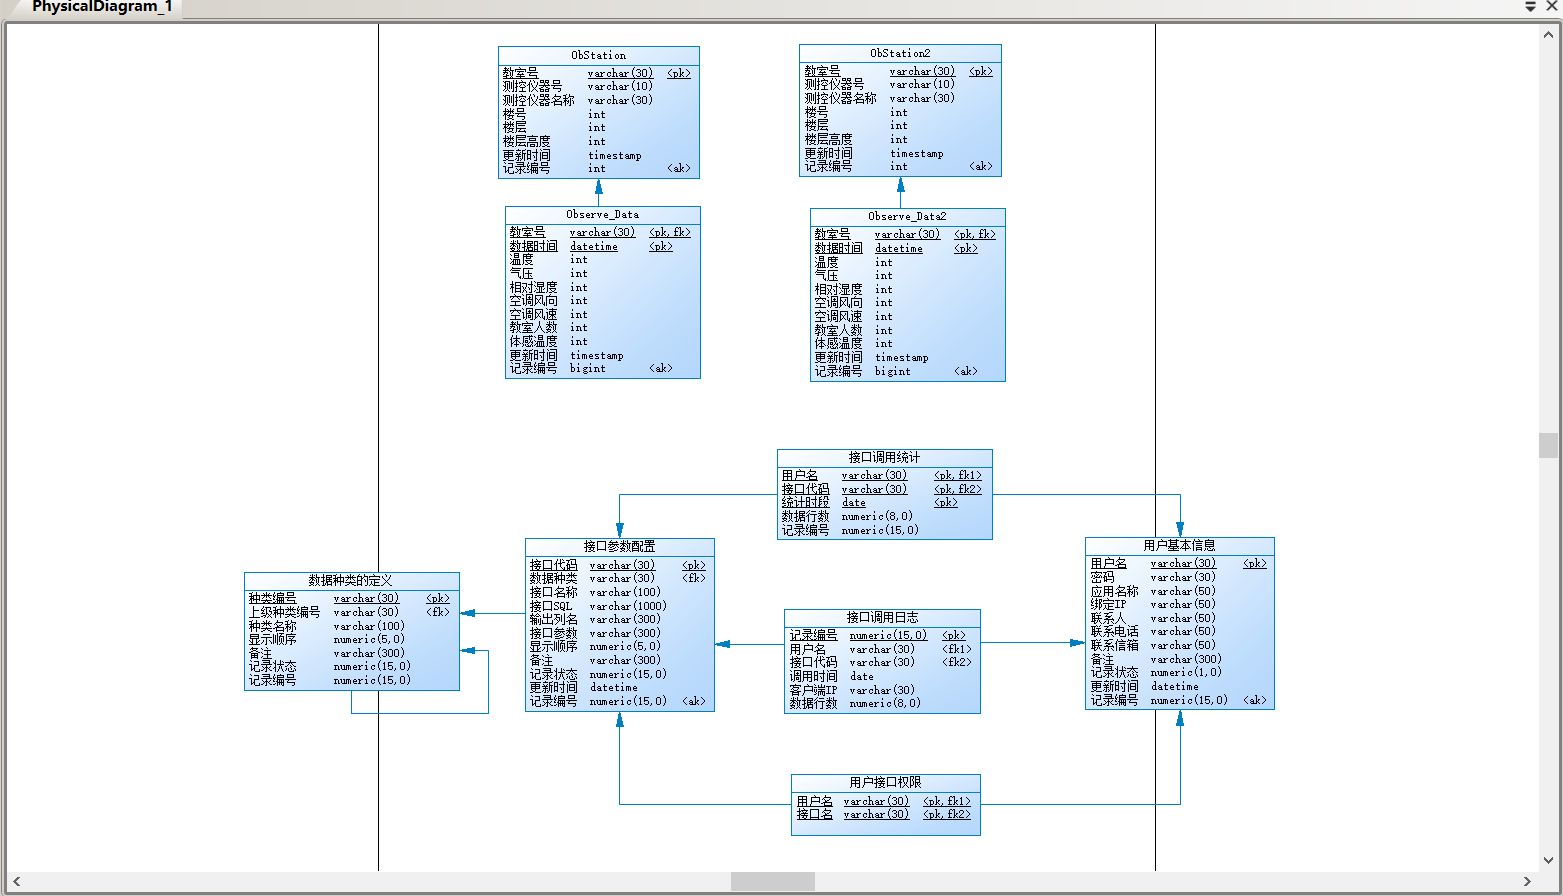 PhysicalDiagram_1
ObStation
教室号 varchar(30) <pk>
测控仪器号 varchar(10)
测控仪器名称 varchar(30)
楼号 int
楼层 int
楼层高度 int
更新时间 timestamp
记录编号 int <ak>
ObStation2
教室号 varchar(30) <pk>
测控仪器号 varchar(10)
测控仪器名称 varchar(30)
楼号 int
楼层 int
楼层高度 int
更新时间 timestamp
记录编号 int <ak>
Observe_Data
教室号 varchar(30) <pk,fk>
数据时间 datetime <pk>
温度 int
气压 int
相对湿度 int
空调风向 int
空调风速 int
教室人数 int
体感温度 int
更新时间 timestamp
记录编号 bigint <ak>
Observe_Data2
教室号 varchar(30) <pk,fk>
数据时间 datetime <pk>
温度 int
气压 int
相对湿度 int
空调风向 int
空调风速 int
教室人数 int
体感温度 int
更新时间 timestamp
记录编号 bigint <ak>
接口调用统计
用户名 varchar(30) <pk,fk1>
接口代码 varchar(30) <pk,fk2>
统计时段 date <pk>
数据行数 numeric(8,0)
记录编号 numeric(15,0)
数据种类的定义
种类编号 varchar(30) <pk>
上级种类编号 varchar(30) <fk>
种类名称 varchar(100)
显示顺序 numeric(5,0)
备注 varchar(300)
记录状态 numeric(15,0)
记录编号 numeric(15,0)
接口参数配置
接口代码 varchar(30) <pk>
数据种类 varchar(30) <fk>
接口名称 varchar(100)
接口SQL varchar(1000)
输出列名 varchar(300)
接口参数 varchar(300)
显示顺序 numeric(5,0)
备注 varchar(300)
记录状态 numeric(15,0)
更新时间 datetime
记录编号 numeric(15,0) <ak>
接口调用日志
记录编号 numeric(15,0) <pk>
用户名 varchar(30) <fk1>
接口代码 varchar(30) <fk2>
调用时间 date
客户端IP varchar(30)
数据行数 numeric(8,0)
用户基本信息
用户名 varchar(30) <pk>
密码 varchar(30)
应用名称 varchar(50)
绑定IP varchar(50)
联系人 varchar(50)
联系电话 varchar(50)
联系信箱 varchar(50)
备注 varchar(300)
记录状态 numeric(1,0)
更新时间 datetime
记录编号 numeric(15,0) <ak>
用户接口权限
用户名 varchar(30) <pk,fk1>
接口名 varchar(30) <pk,fk2>